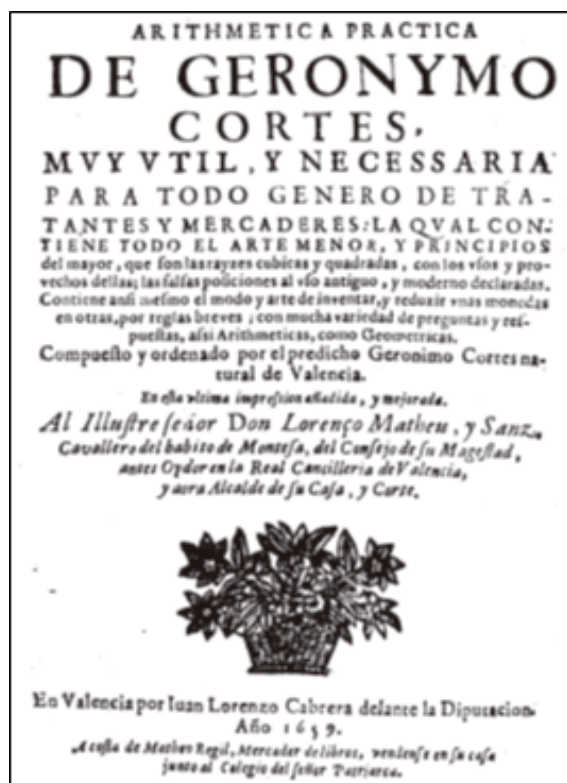 ARITHMETICA PRACTICA
DE GERONYMO
CORTES,
MVY VTIL, Y NECESSARIA
PARA TODO GENERO DE TRA-
TANTES Y MERCADERES: LA QVAL CON-
TIENE TODO EL ARTE MENOR, Y PRINCIPIOS
del mayor, que son las rayzes cubicas y quadradas, con los vsos y pro-
vechos dellas; las falsas posiciones al vso antiguo, y moderno declaradas.
Contiene ansi mesmo el modo y arte de inventar, y reduzir vnas monedas
en otras, por reglas breves; con mucha variedad de preguntas y res-
puestas, assi Arithmeticas, como Geometricas.
Compuesto y ordenado por el predicho Geronimo Cortes na-
tural de Valencia.
En esta vltima impression añadida, y mejorada.
Al Illustre señor Don Lorenço Matheu, y Sanz,
Cavallero del habito de Montesa, del Consejo de su Magestad,
antes Oydor en la Real Cancilleria de Valencia,
y aora Alcalde de su Casa, y Corte.
En Valencia por Iuan Lorenzo Cabrera delante la Diputacion.
Año 1659.
A costa de Matheo Regil, Mercader de libros, vendense en su casa
junto al Colegio del señor Patriarca.